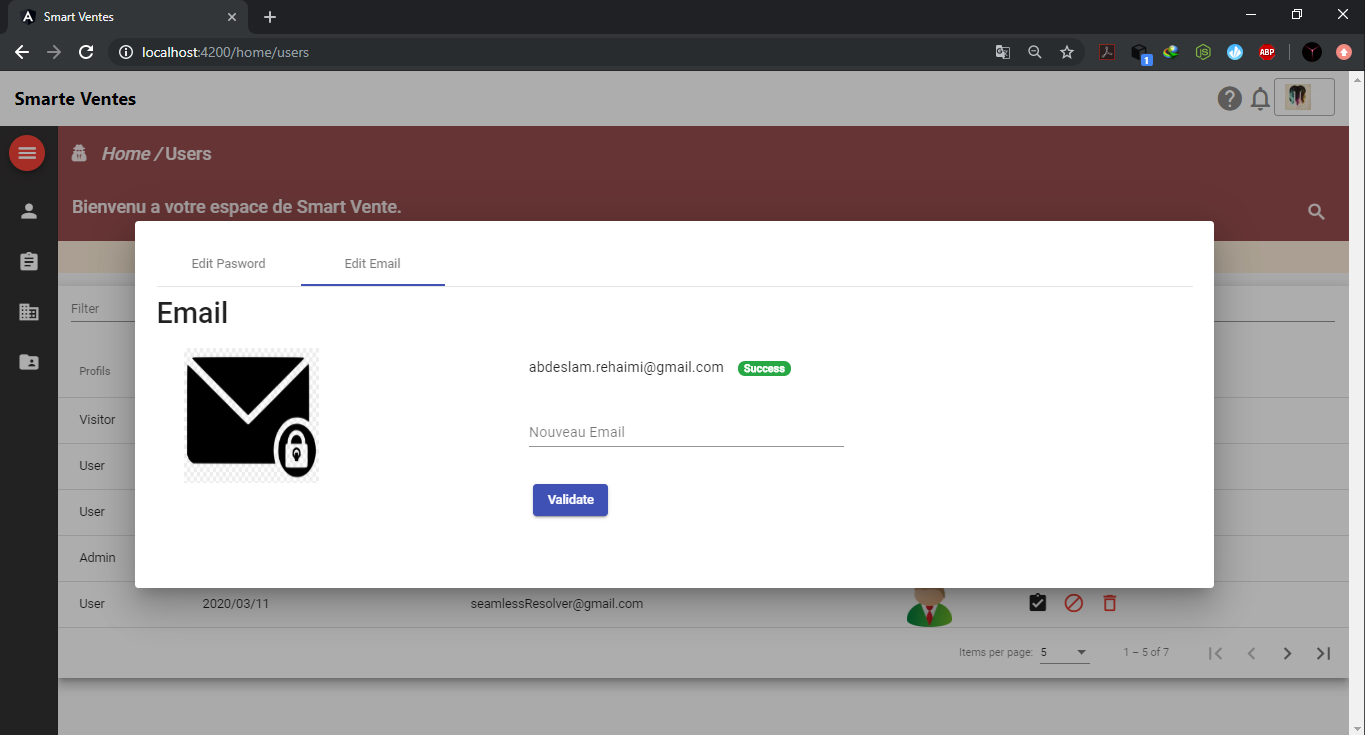 Smart Ventes
localhost:4200/home/users
1
JS
ABP
Smarte Ventes
Home / Users
Bienvenu a votre espace de Smart Vente.
Edit Pasword Edit Email
Filter
Email
abdeslam.rehaimi@gmail.com Success
Profils
Visitor
Nouveau Email
User
Validate
User
Admin
User 2020/03/11 seamlessResolver@gmail.com
Items per page: 5 1 – 5 of 7